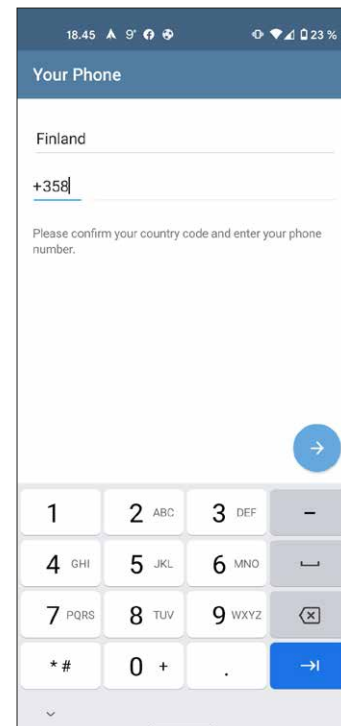 18.45 9° 23 %
Your Phone
Finland
+358
Please confirm your country code and enter your phone
number.
1 2 ABC 3 DEF –
4 GHI 5 JKL 6 MNO
7 PQRS 8 TUV 9 WXYZ
* # 0 + .